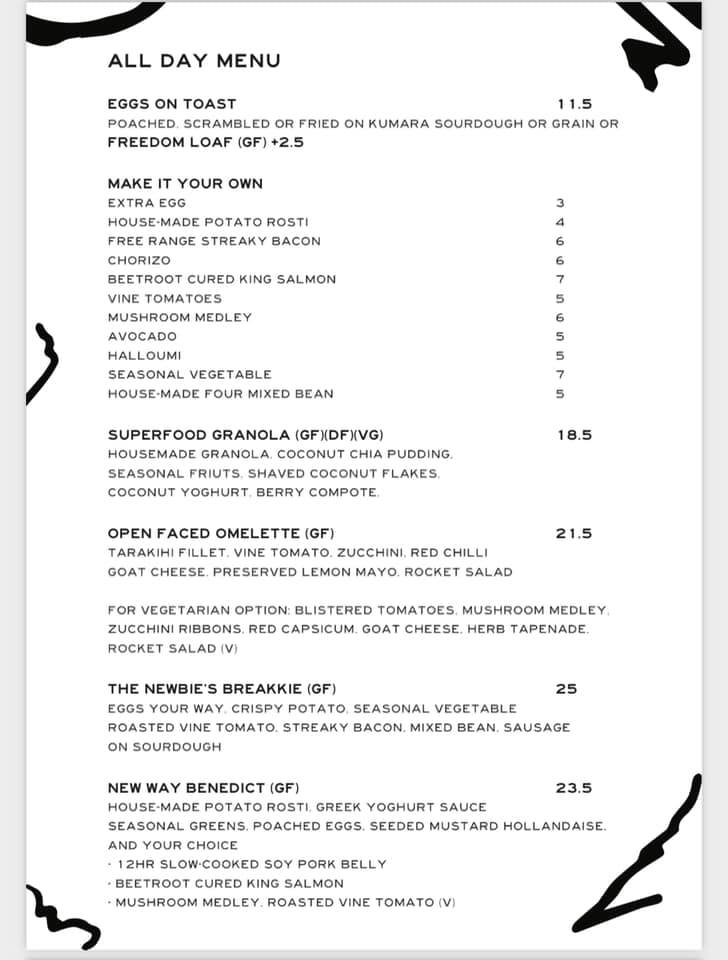 ALL DAY MENU
EGGS ON TOAST 11.5
POACHED, SCRAMBLED OR FRIED ON KUMARA SOURDOUGH OR GRAIN OR
FREEDOM LOAF (GF) +2.5
MAKE IT YOUR OWN
EXTRA EGG 3
HOUSE-MADE POTATO ROSTI 4
FREE RANGE STREAKY BACON 6
CHORIZO 6
BEETROOT CURED KING SALMON 7
VINE TOMATOES 5
MUSHROOM MEDLEY 6
AVOCADO 5
HALLOUMI 5
SEASONAL VEGETABLE 7
HOUSE-MADE FOUR MIXED BEAN 5
SUPERFOOD GRANOLA (GF)(DF)(VG) 18.5
HOUSEMADE GRANOLA, COCONUT CHIA PUDDING,
SEASONAL FRIUTS, SHAVED COCONUT FLAKES,
COCONUT YOGHURT, BERRY COMPOTE,
OPEN FACED OMELETTE (GF) 21.5
TARAKIHI FILLET, VINE TOMATO, ZUCCHINI, RED CHILLI
GOAT CHEESE, PRESERVED LEMON MAYO, ROCKET SALAD
FOR VEGETARIAN OPTION: BLISTERED TOMATOES, MUSHROOM MEDLEY,
ZUCCHINI RIBBONS, RED CAPSICUM, GOAT CHEESE, HERB TAPENADE,
ROCKET SALAD (V)
THE NEWBIE'S BREAKKIE (GF) 25
EGGS YOUR WAY, CRISPY POTATO, SEASONAL VEGETABLE
ROASTED VINE TOMATO, STREAKY BACON, MIXED BEAN, SAUSAGE
ON SOURDOUGH
NEW WAY BENEDICT (GF) 23.5
HOUSE-MADE POTATO ROSTI, GREEK YOGHURT SAUCE
SEASONAL GREENS, POACHED EGGS, SEEDED MUSTARD HOLLANDAISE,
AND YOUR CHOICE
· 12HR SLOW-COOKED SOY PORK BELLY
· BEETROOT CURED KING SALMON
· MUSHROOM MEDLEY, ROASTED VINE TOMATO (V)